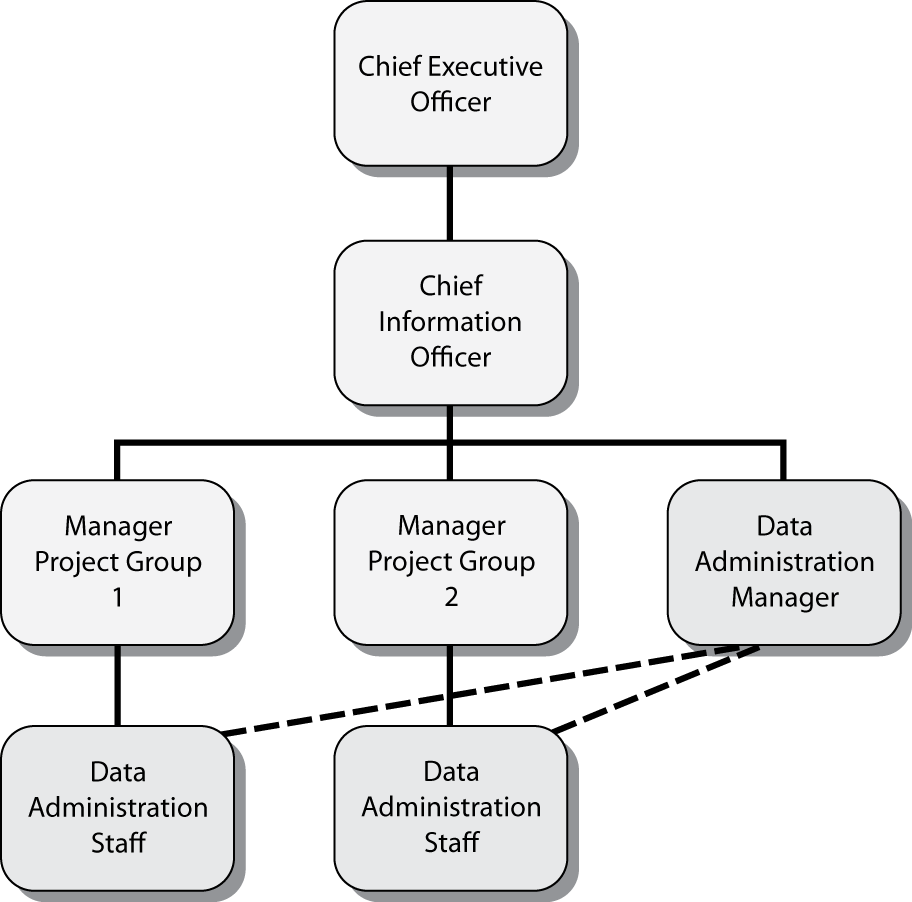 Chief Executive
Officer
Chief
Information
Officer
Manager
Project Group
1
Manager
Project Group
2
Data
Administration
Manager
Data
Administration
Staff
Data
Administration
Staff